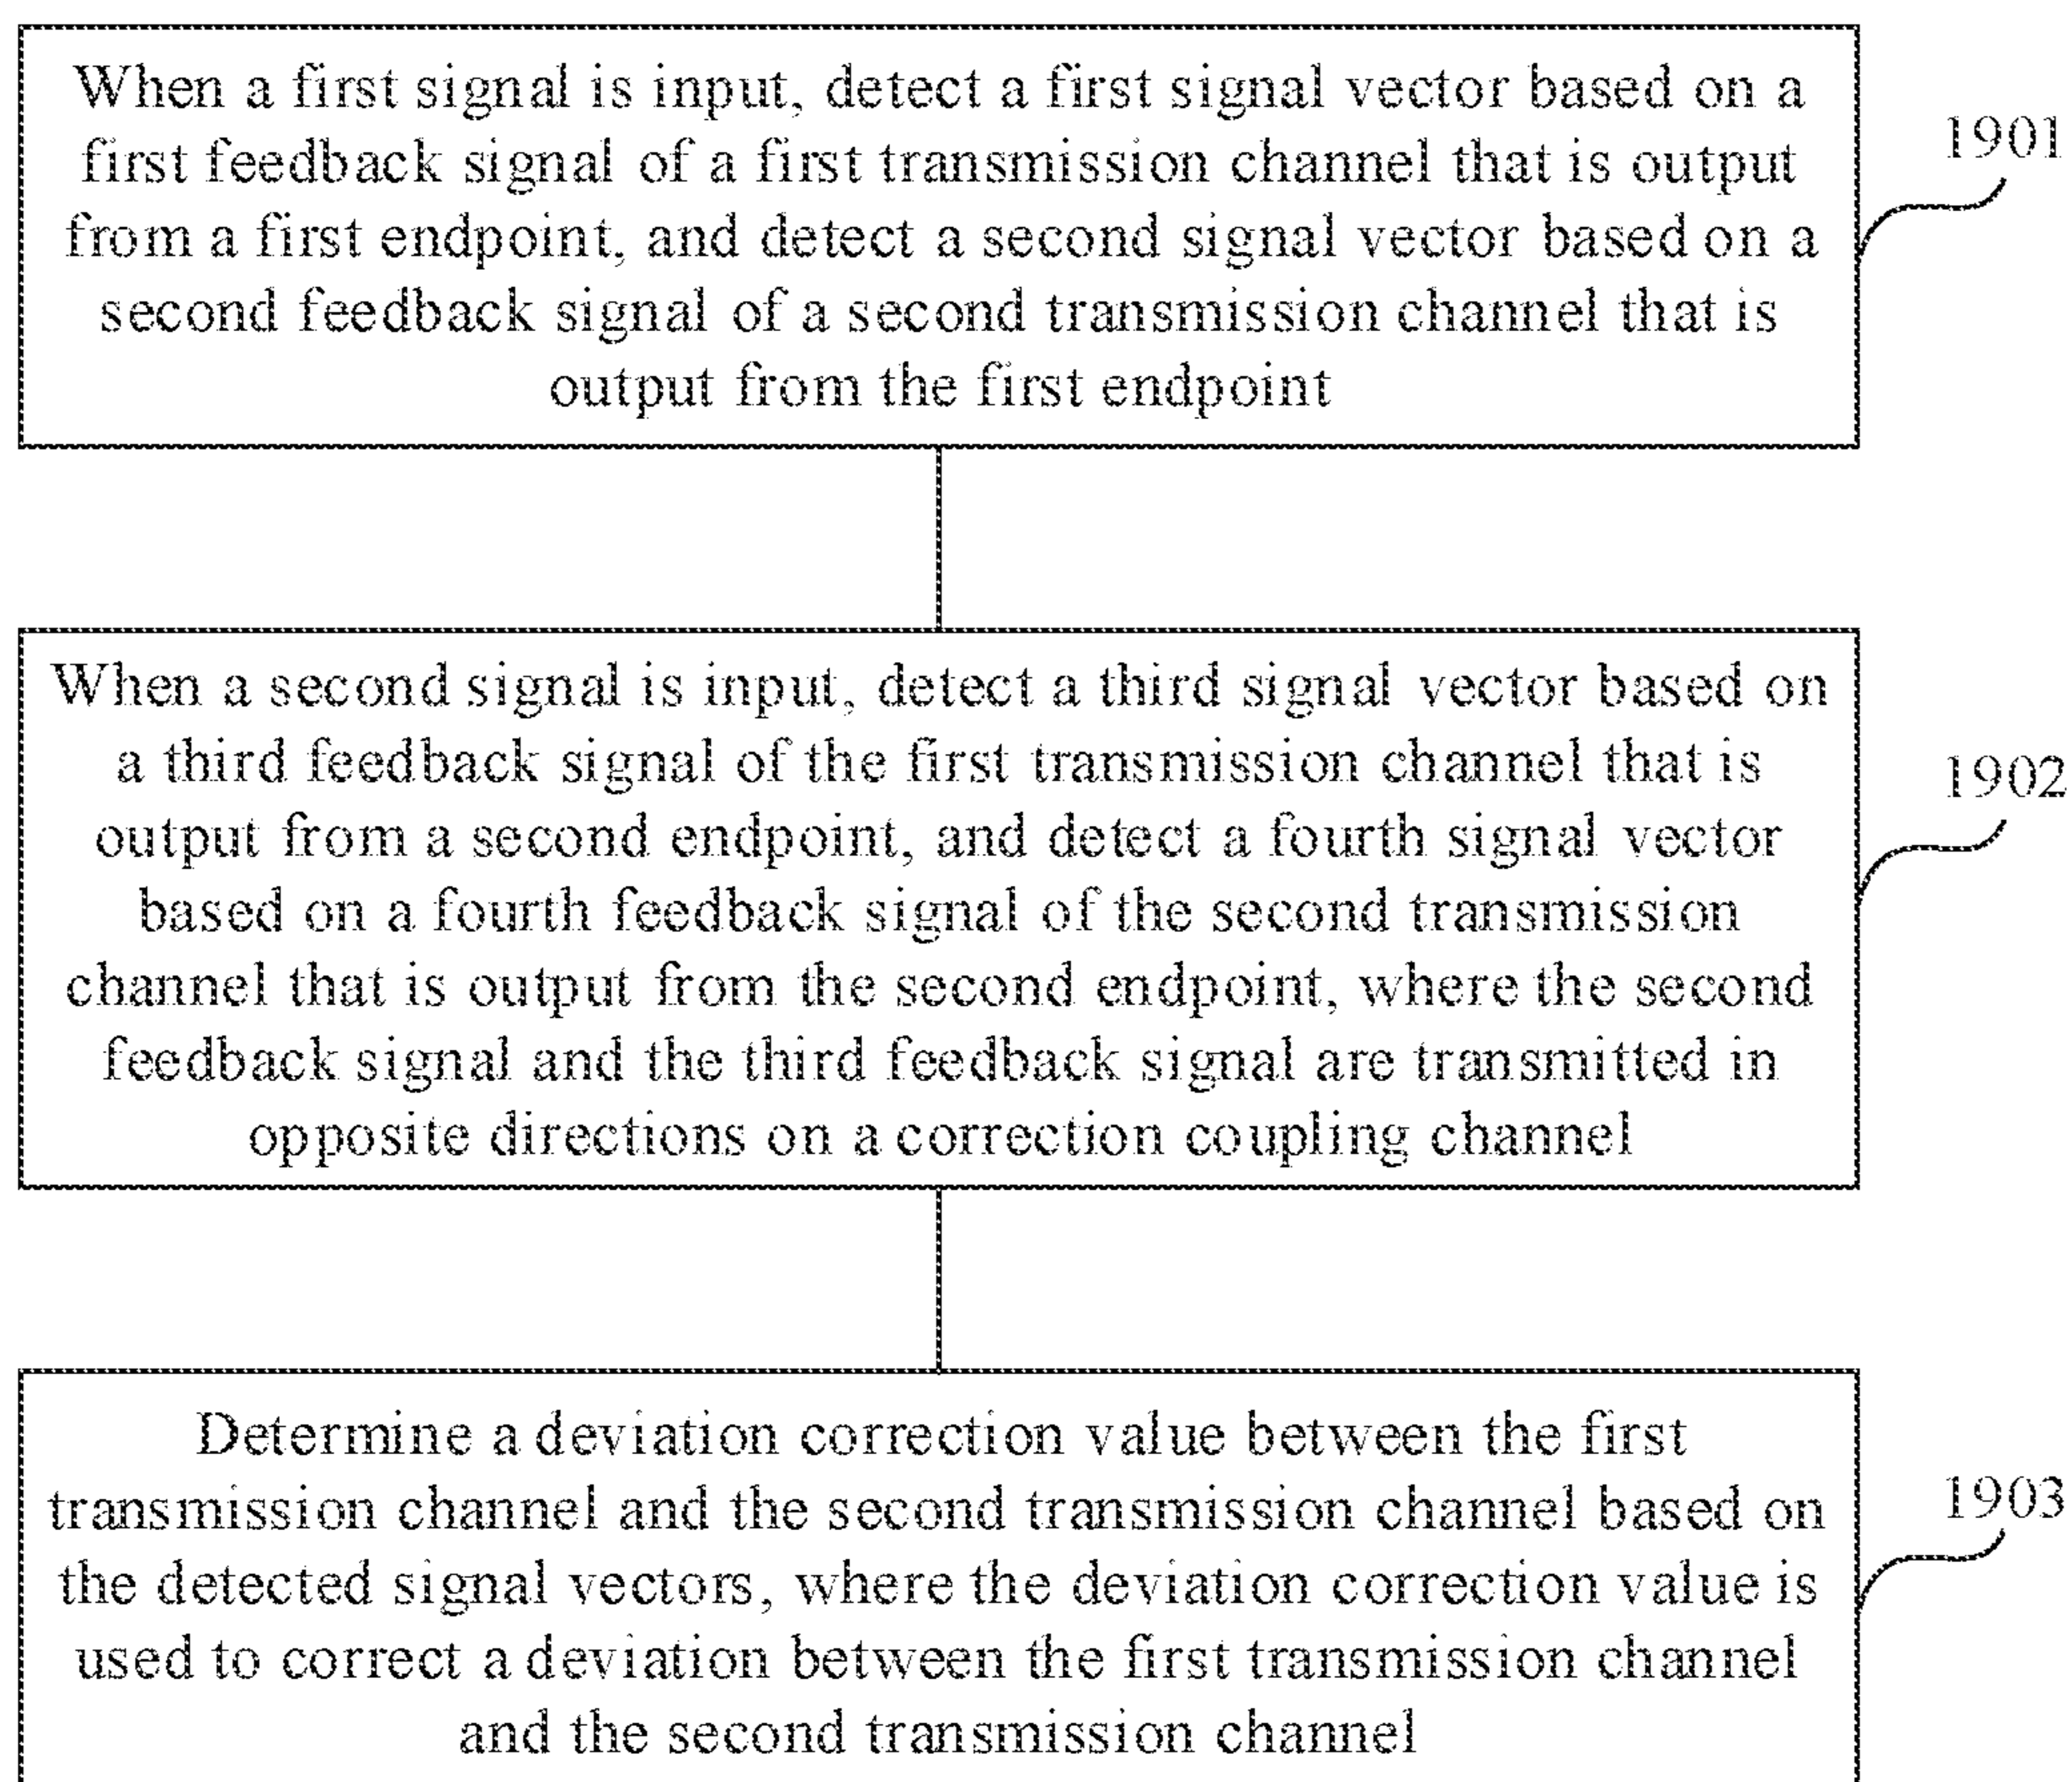 When a first signal is input, detect a first signal vector based on a
first feedback signal of a first transmission channel that is output
from a first endpoint, and detect a second signal vector based on a
second feedback signal of a second transmission channel that is
output from the first endpoint
1901
When a second signal is input, detect a third signal vector based on
a third feedback signal of the first transmission channel that is
output from a second endpoint, and detect a fourth signal vector
based on a fourth feedback signal of the second transmission
channel that is output from the second endpoint, where the second
feedback signal and the third feedback signal are transmitted in
opposite directions on a correction coupling channel
1902
Determine a deviation correction value between the first
transmission channel and the second transmission channel based on
the detected signal vectors, where the deviation correction value is
used to correct a deviation between the first transmission channel
and the second transmission channel
1903